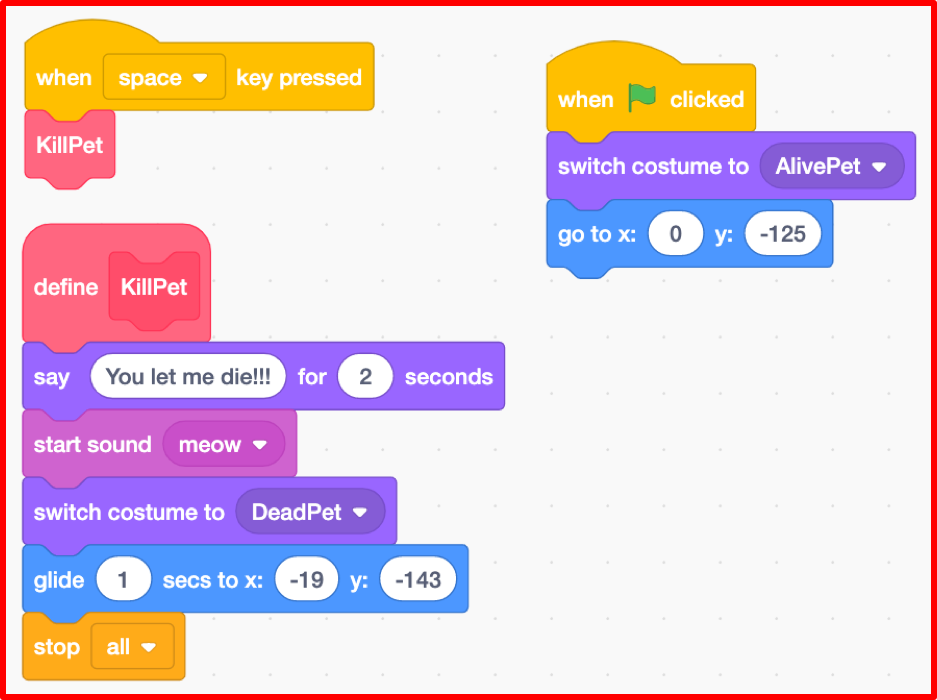 when space key pressed
KillPet
define KillPet
say You let me die!!! for 2 seconds
start sound meow
switch costume to DeadPet
glide 1 secs to x: -19 y: -143
stop all
when clicked
switch costume to AlivePet
go to x: 0 y: -125